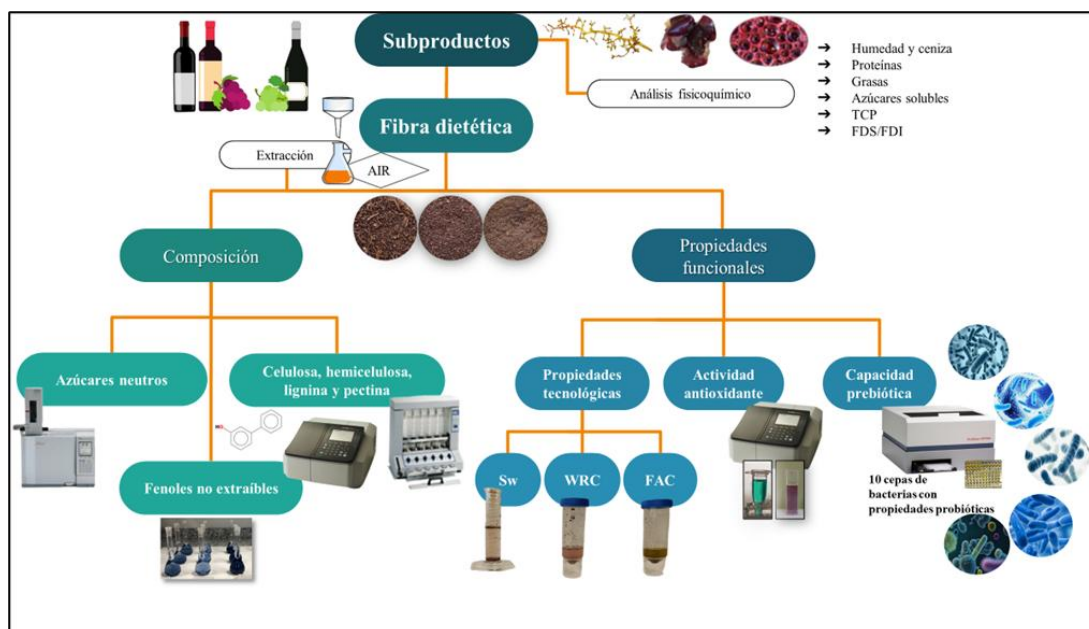 Subproductos
Análisis fisicoquímico
➔ Humedad y ceniza
➔ Proteínas
➔ Grasas
➔ Azúcares solubles
➔ TCP
➔ FDS/FDI
Fibra dietética
Extracción
AIR
Composición
Propiedades
funcionales
Azúcares neutros
Celulosa, hemicelulosa,
lignina y pectina
Fenoles no extraíbles
Propiedades
tecnológicas
Actividad
antioxidante
Capacidad
prebiótica
Sw
WRC
FAC
10 cepas de
bacterias con
propiedades probióticas